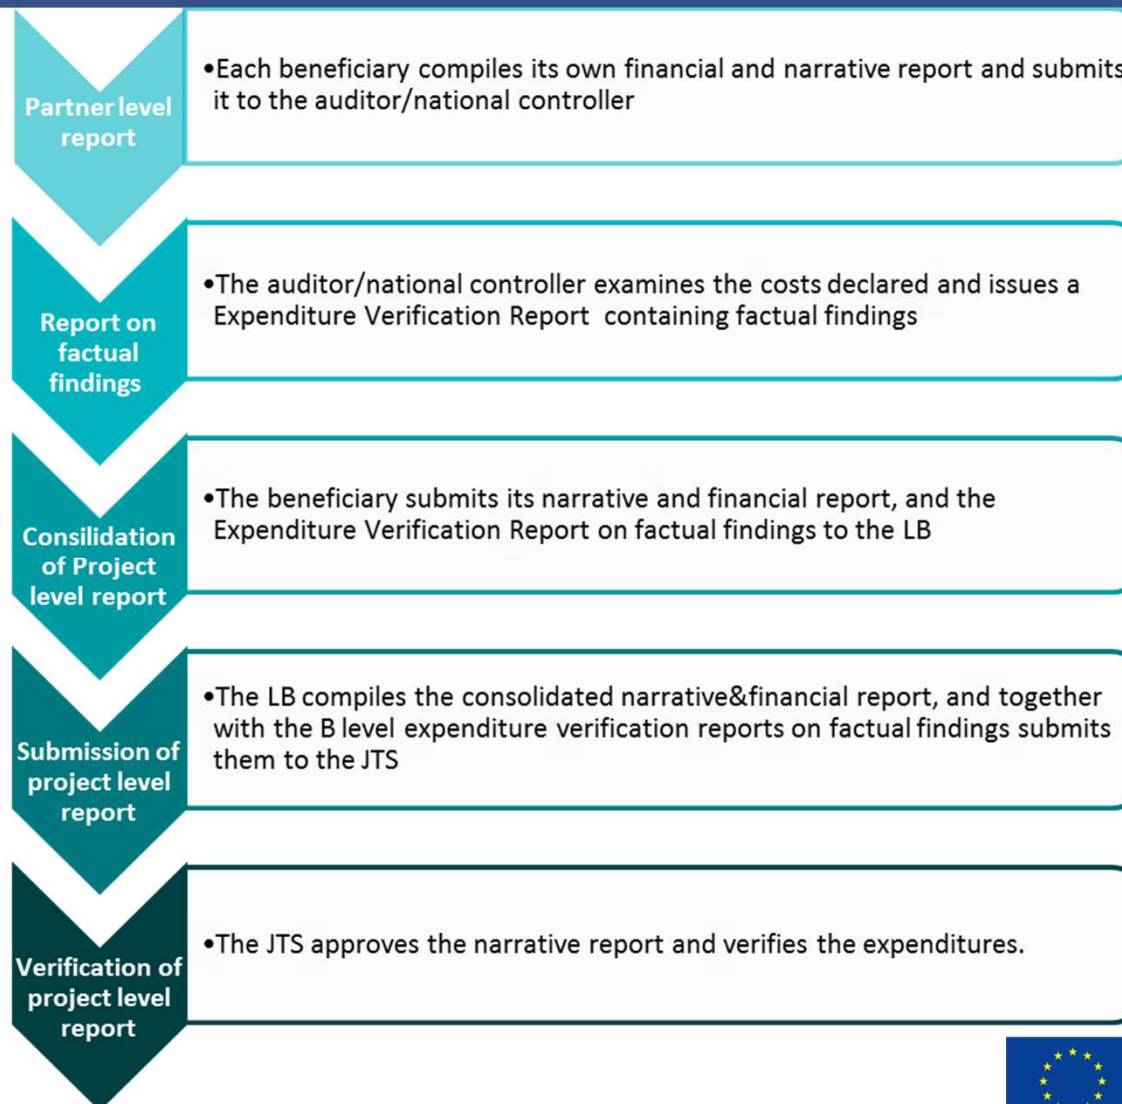 Partner level
report
•Each beneficiary compiles its own financial and narrative report and submits
it to the auditor/national controller
Report on
factual
findings
•The auditor/national controller examines the costs declared and issues a
Expenditure Verification Report containing factual findings
Consilidation
of Project
level report
•The beneficiary submits its narrative and financial report, and the
Expenditure Verification Report on factual findings to the LB
Submission of
project level
report
•The LB compiles the consolidated narrative&financial report, and together
with the B level expenditure verification reports on factual findings submits
them to the JTS
Verification of
project level
report
•The JTS approves the narrative report and verifies the expenditures.